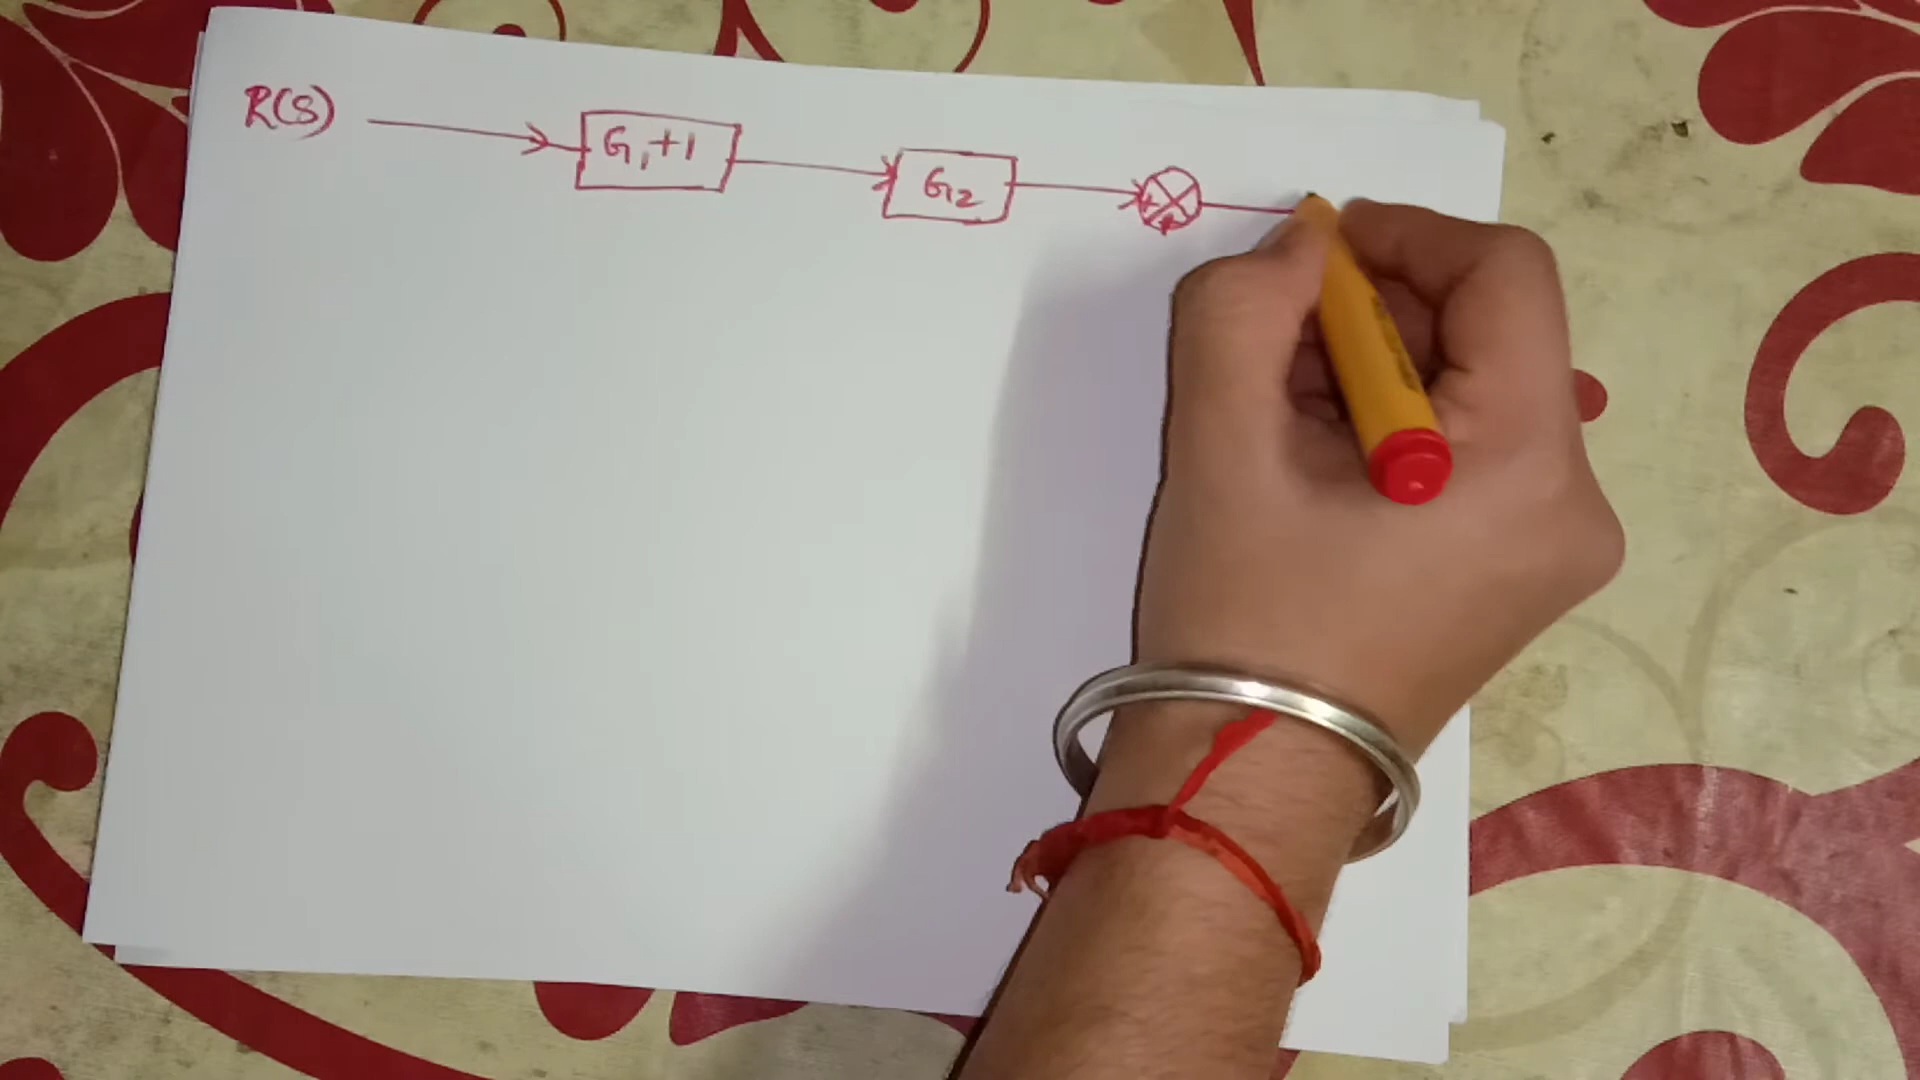 R(S) G₁+1 G₂ + +